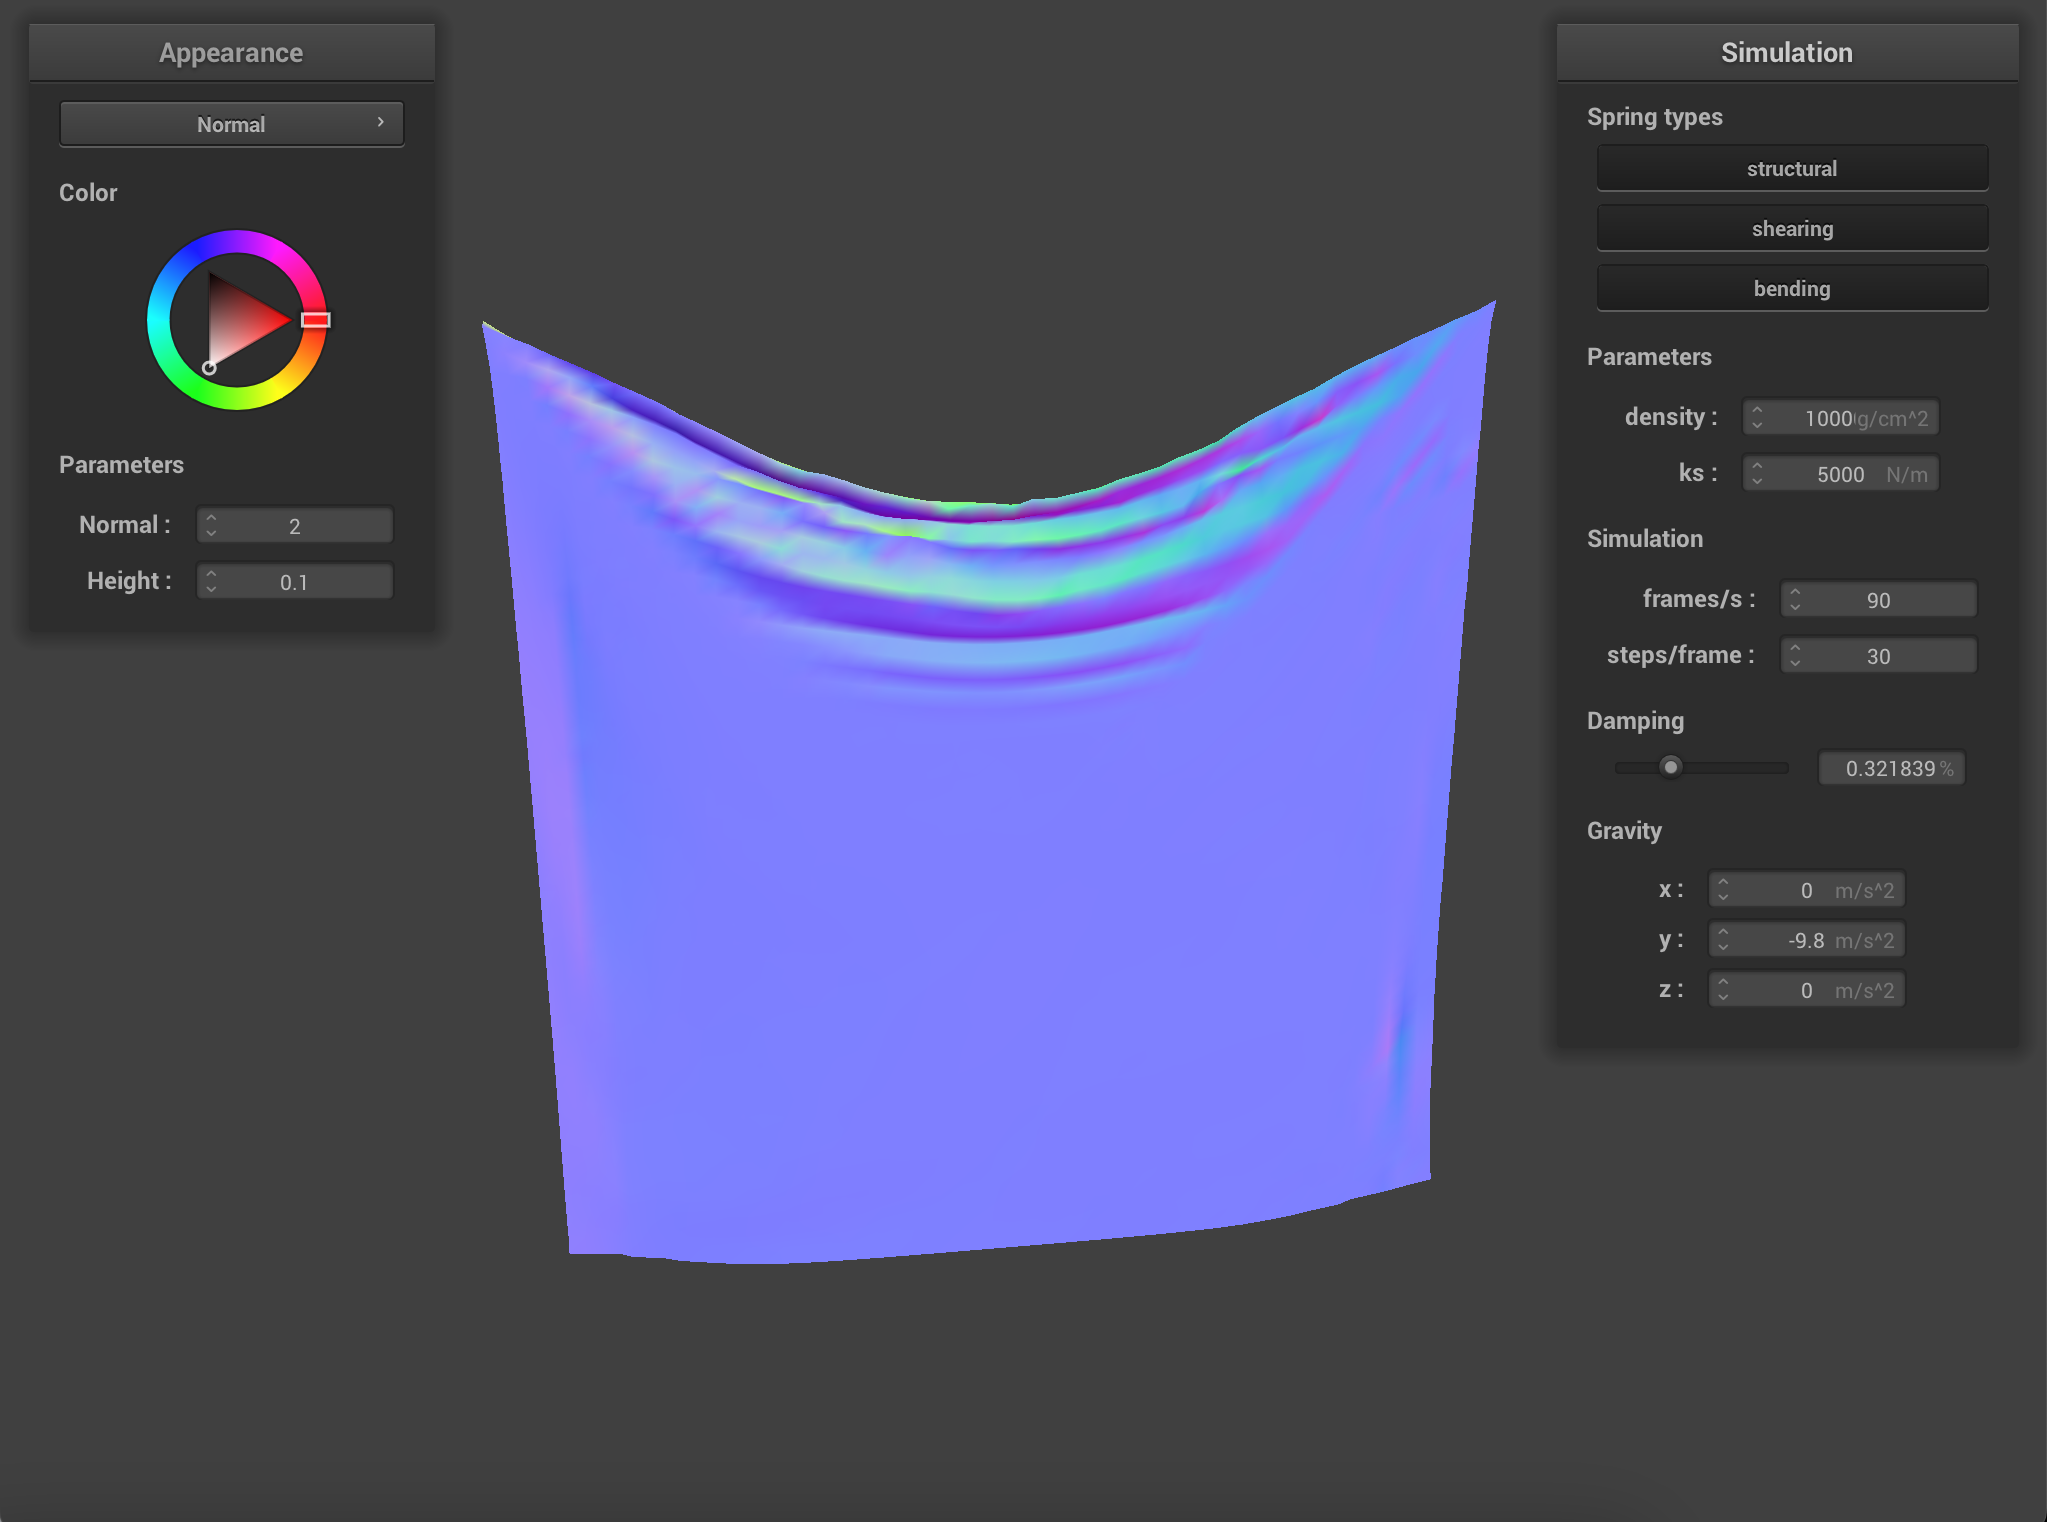 Appearance
Normal
Color
Parameters
Normal : 2
Height : 0.1
Simulation
Spring types
structural
shearing
bending
Parameters
density : 1000 g/cm^2
ks : 5000 N/m
Simulation
frames/s : 90
steps/frame : 30
Damping
0.321839 %
Gravity
x : 0 m/s^2
y : -9.8 m/s^2
z : 0 m/s^2